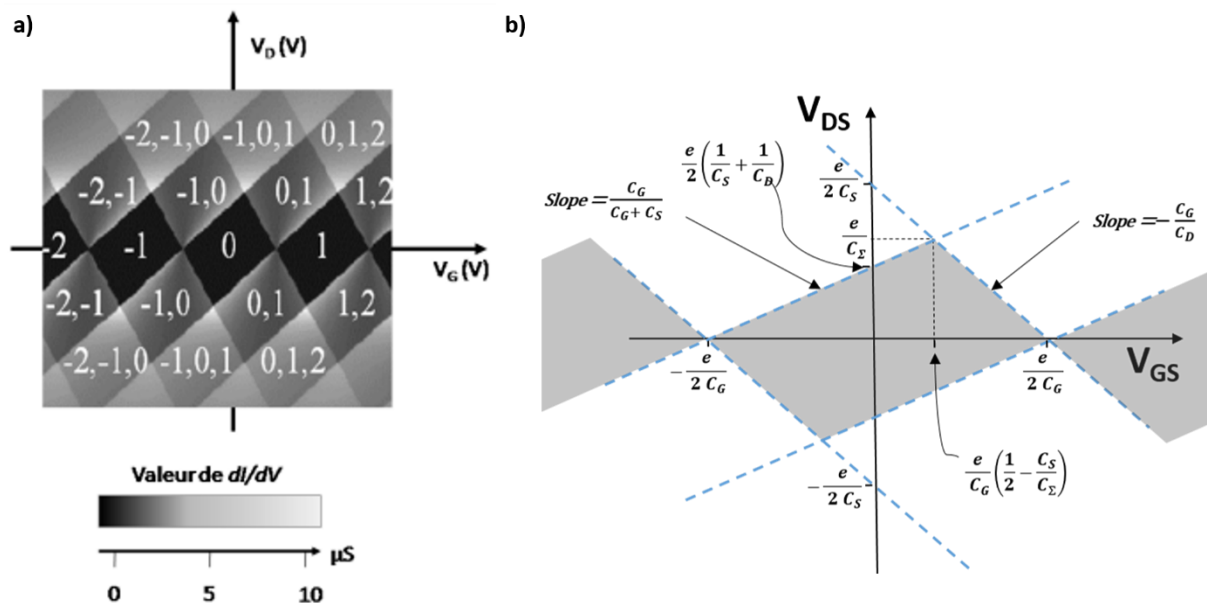 a)
V_D (V)
-2,-1,0 -1,0,1 0,1,2
-2,-1 -1,0 0,1 1,2
-2 -1 0 1
V_G (V)
-2,-1 -1,0 0,1 1,2
-2,-1,0 -1,0,1 0,1,2
Valeur de dI/dV
µS
0 5 10
b)
V_DS
e/2 (1/C_S + 1/C_D)
e/(2 C_S)
Slope = C_G/(C_G + C_S)
e/C_Σ
Slope = - C_G/C_D
V_GS
- e/(2 C_G)
e/(2 C_G)
e/C_G (1/2 - C_S/C_Σ)
- e/(2 C_S)